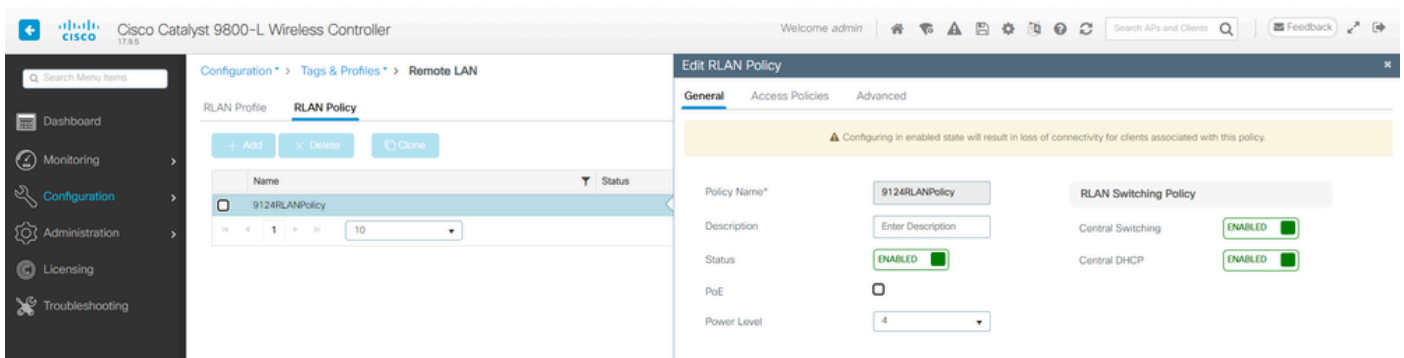 CISCO
Cisco Catalyst 9800-L Wireless Controller
17.9.5
Welcome admin
Search APs and Clients
Feedback
Search Menu Items
Dashboard
Monitoring
Configuration
Administration
Licensing
Troubleshooting
Configuration > Tags & Profiles > Remote LAN
RLAN Profile RLAN Policy
+ Add × Delete Clone
Name Status
9124RLANPolicy
1 10
Edit RLAN Policy
General Access Policies Advanced
Configuring in enabled state will result in loss of connectivity for clients associated with this policy.
Policy Name* 9124RLANPolicy
Description Enter Description
Status ENABLED
PoE
Power Level 4
RLAN Switching Policy
Central Switching ENABLED
Central DHCP ENABLED